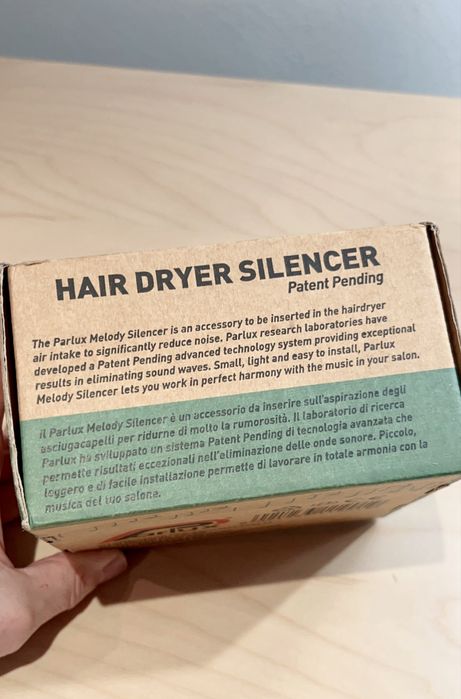 HAIR DRYER SILENCER
Patent Pending
The Parlux Melody Silencer is an accessory to be inserted in the hairdryer
air intake to significantly reduce noise. Parlux research laboratories have
developed a Patent Pending advanced technology system providing exceptional
results in eliminating sound waves. Small, light and easy to install, Parlux
Melody Silencer lets you work in perfect harmony with the music in your salon.
il Parlux Melody Silencer è un accessorio da inserire sull'aspirazione degli
asciugacapelli per ridurne di molto la rumorosità. Il laboratorio di ricerca
Parlux ha sviluppato un sistema Patent Pending di tecnologia avanzata che
permette risultati eccezionali nell'eliminazione delle onde sonore. Piccolo,
leggero e di facile installazione permette di lavorare in totale armonia con la
musica del tuo salone.